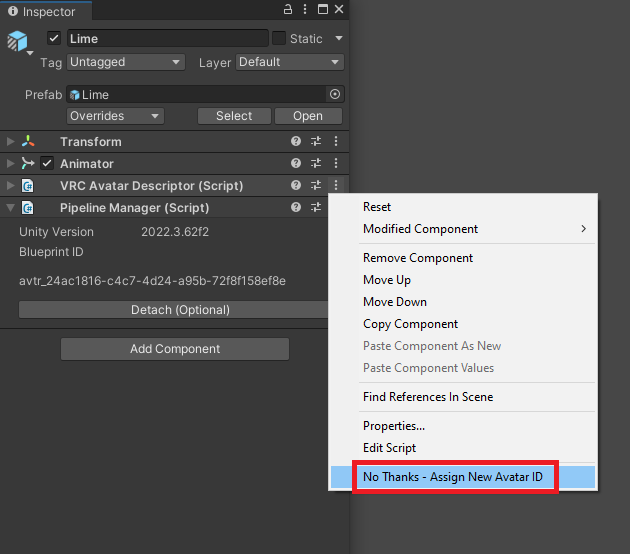 Inspector
Lime
Static
Tag Untagged Layer Default
Prefab Lime
Overrides Select Open
Transform
Animator
VRC Avatar Descriptor (Script)
Pipeline Manager (Script)
Unity Version 2022.3.62f2
Blueprint ID
avtr_24ac1816-c4c7-4d24-a95b-72f8f158ef8e
Detach (Optional)
Add Component
Reset
Modified Component
Remove Component
Move Up
Move Down
Copy Component
Paste Component As New
Paste Component Values
Find References In Scene
Properties...
Edit Script
No Thanks - Assign New Avatar ID